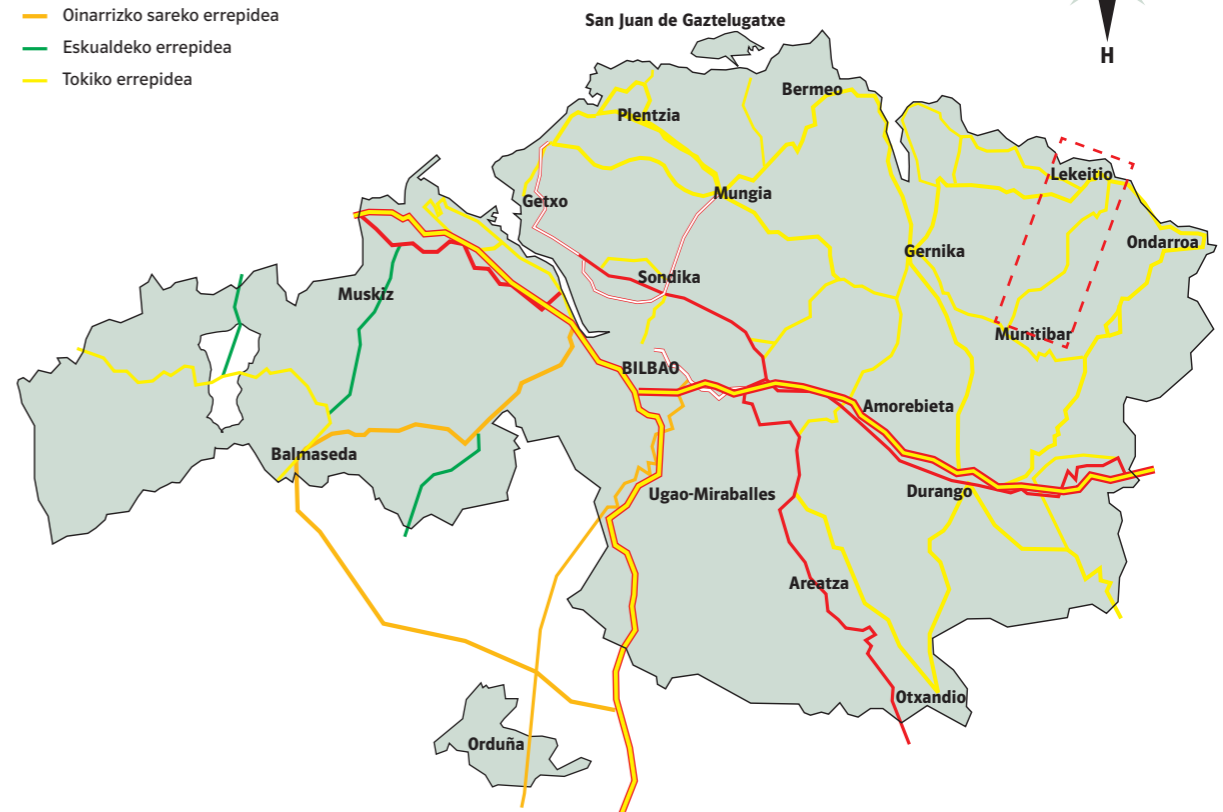 Oinarrizko sareko errepidea
Eskualdeko errepidea
Tokiko errepidea
San Juan de Gaztelugatxe
H
Bermeo
Plentzia
Lekeitio
Mungia
Getxo
Ondarroa
Gernika
Sondika
Muskiz
Munitibar
BILBAO
Amorebieta
Balmaseda
Durango
Ugao-Miraballes
Areatza
Otxandio
Orduña